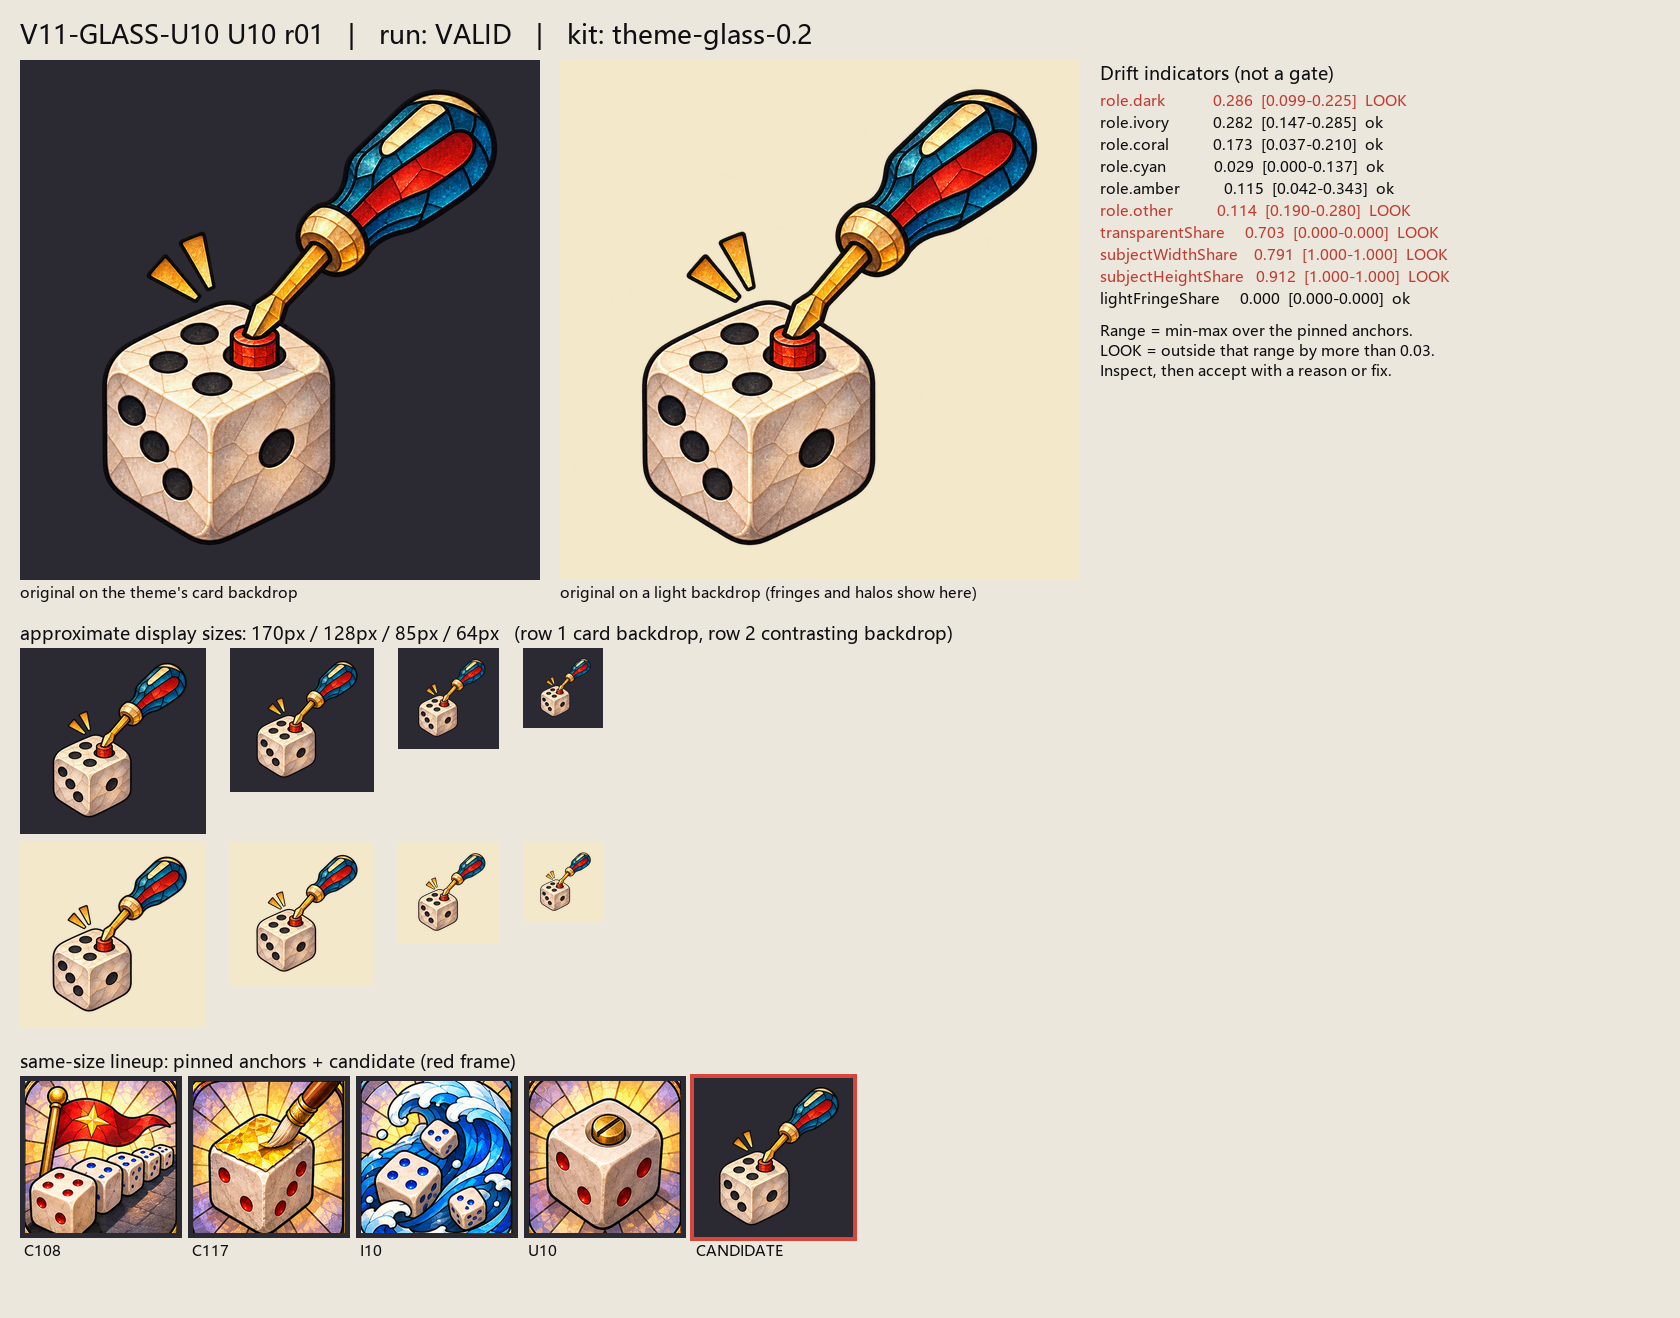 V11-GLASS-U10 U10 r01 | run: VALID | kit: theme-glass-0.2
Drift indicators (not a gate)
role.dark 0.286 [0.099-0.225] LOOK
role.ivory 0.282 [0.147-0.285] ok
role.coral 0.173 [0.037-0.210] ok
role.cyan 0.029 [0.000-0.137] ok
role.amber 0.115 [0.042-0.343] ok
role.other 0.114 [0.190-0.280] LOOK
transparentShare 0.703 [0.000-0.000] LOOK
subjectWidthShare 0.791 [1.000-1.000] LOOK
subjectHeightShare 0.912 [1.000-1.000] LOOK
lightFringeShare 0.000 [0.000-0.000] ok
Range = min-max over the pinned anchors.
LOOK = outside that range by more than 0.03.
Inspect, then accept with a reason or fix.
original on the theme's card backdrop
original on a light backdrop (fringes and halos show here)
approximate display sizes: 170px / 128px / 85px / 64px (row 1 card backdrop, row 2 contrasting backdrop)
same-size lineup: pinned anchors + candidate (red frame)
C108
C117
I10
U10
CANDIDATE